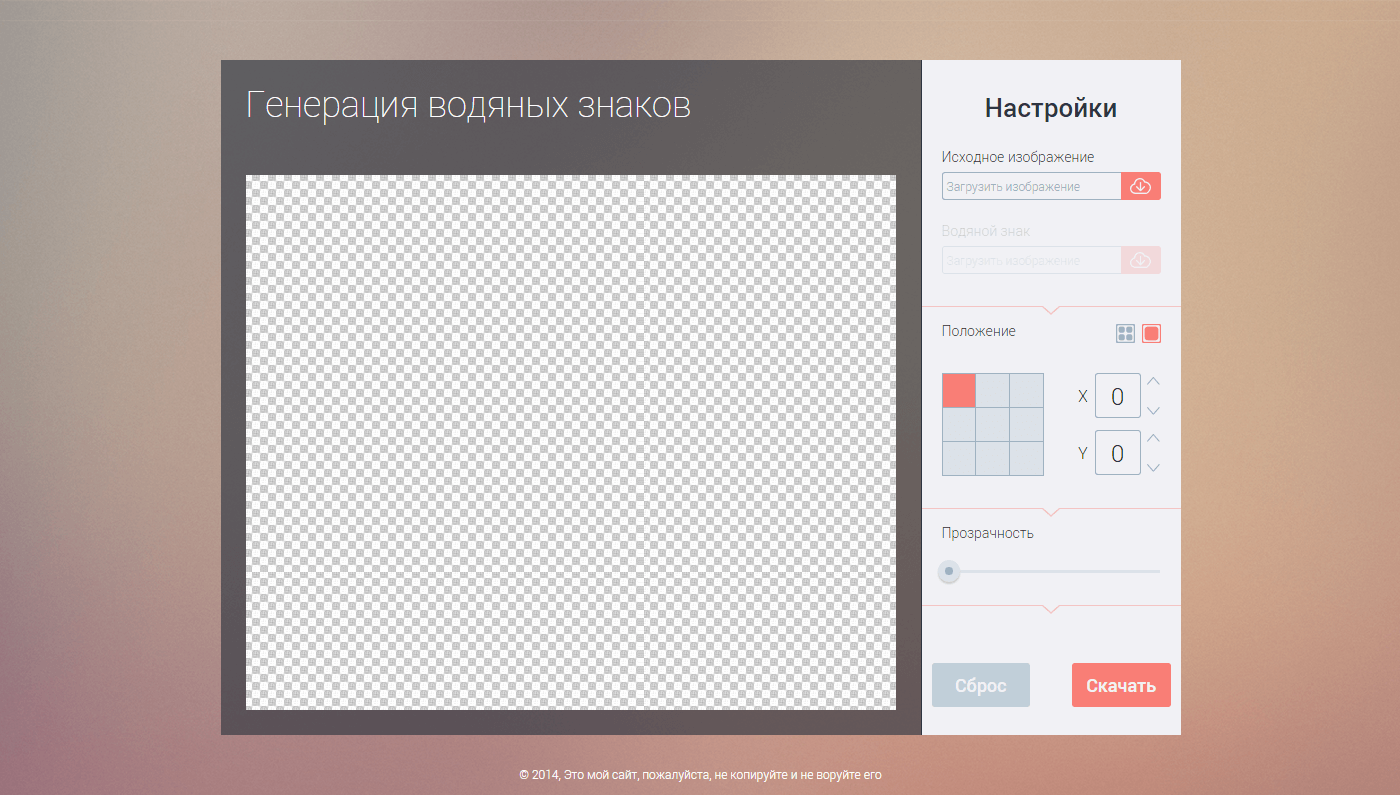 Генерация водяных знаков
Настройки
Исходное изображение
Загрузить изображение
Водяной знак
Загрузить изображение
Положение
X 0
Y 0
Прозрачность
Сброс Скачать
© 2014, Это мой сайт, пожалуйста, не копируйте и не воруйте его